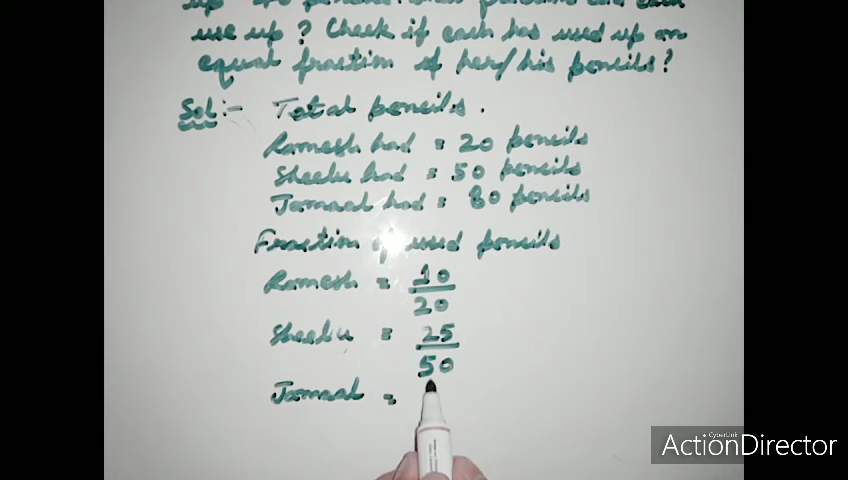 use up? Check if each has used up an
equal fraction of her/his pencils?
Sol:- Total pencils.
Ramesh had = 20 pencils
Sheelu had = 50 pencils
Jamaal had = 80 pencils
Fraction of used pencils
Ramesh = 10/20
Sheelu = 25/50
Jamaal =
CyberLink
ActionDirector